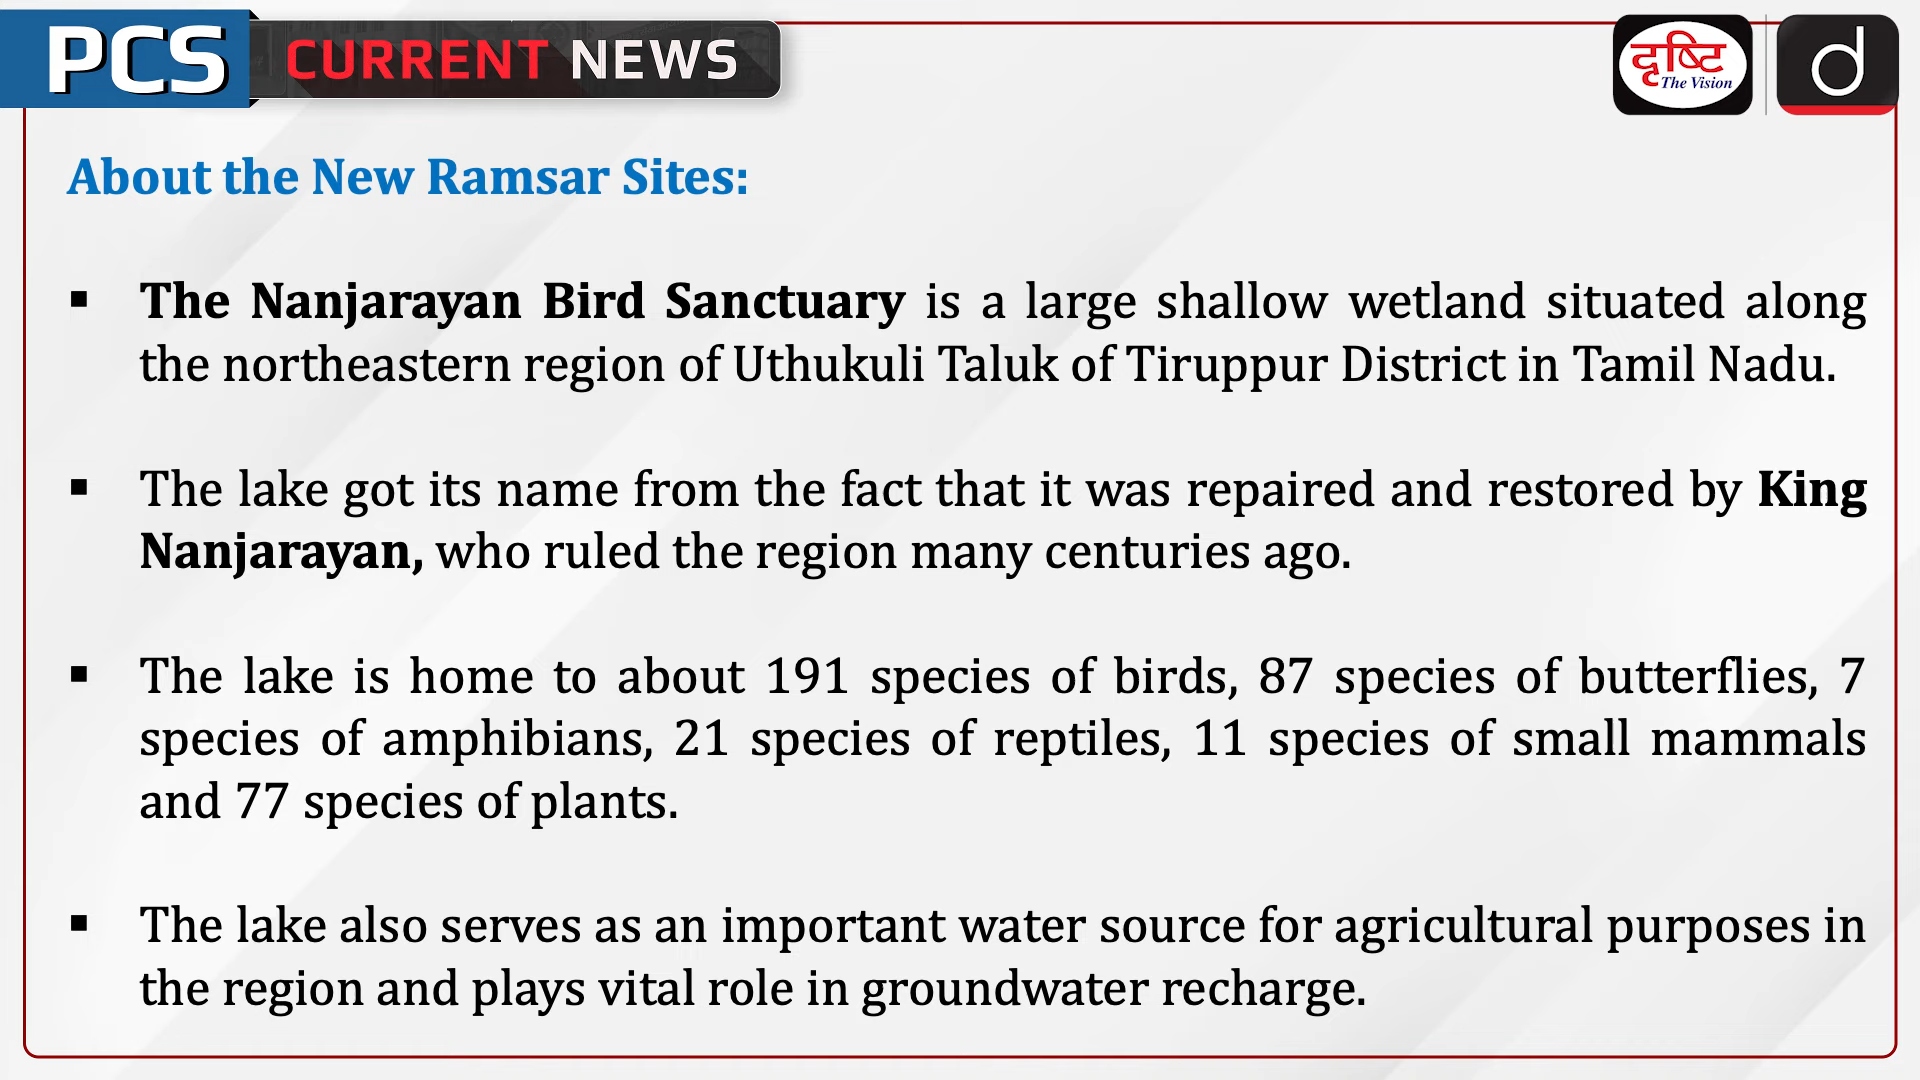 PCS CURRENT NEWS
दृष्टि
The Vision
d
About the New Ramsar Sites:
▪ The Nanjarayan Bird Sanctuary is a large shallow wetland situated along
the northeastern region of Uthukuli Taluk of Tiruppur District in Tamil Nadu.
▪ The lake got its name from the fact that it was repaired and restored by King
Nanjarayan, who ruled the region many centuries ago.
▪ The lake is home to about 191 species of birds, 87 species of butterflies, 7
species of amphibians, 21 species of reptiles, 11 species of small mammals
and 77 species of plants.
▪ The lake also serves as an important water source for agricultural purposes in
the region and plays vital role in groundwater recharge.